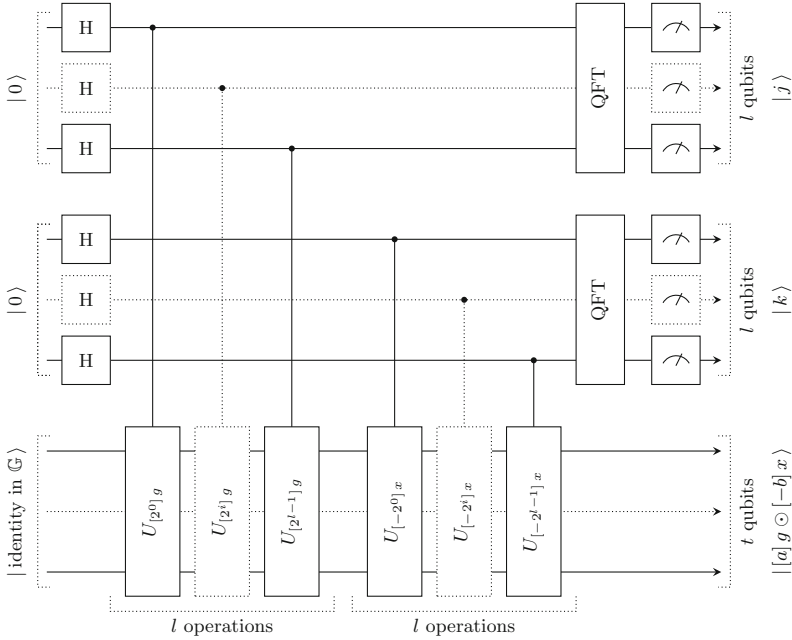 | 0 ⟩
H
H
H
QFT
l qubits
| j ⟩
| 0 ⟩
H
H
H
QFT
l qubits
| k ⟩
| identity in 𝔾 ⟩
U_{[2^0] g}
U_{[2^i] g}
U_{[2^{l−1}] g}
U_{[−2^0] x}
U_{[−2^i] x}
U_{[−2^{l−1}] x}
t qubits
| [a] g ⊙ [−b] x ⟩
l operations
l operations